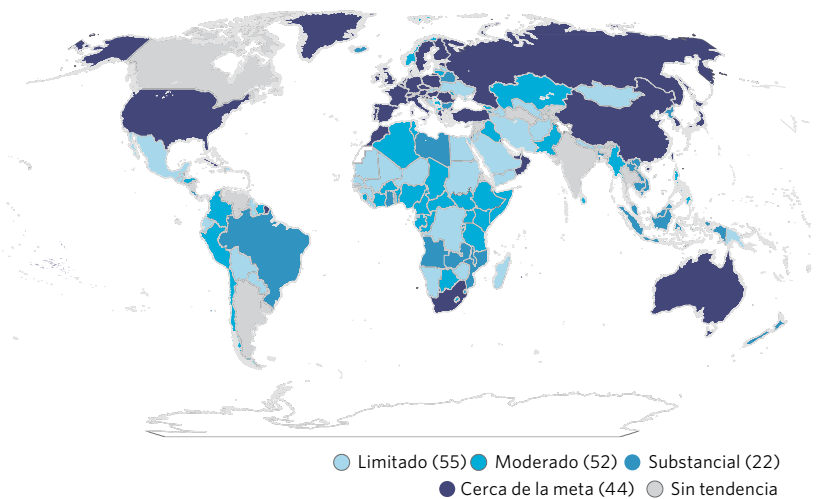 Limitado (55) Moderado (52) Substancial (22)
Cerca de la meta (44) Sin tendencia